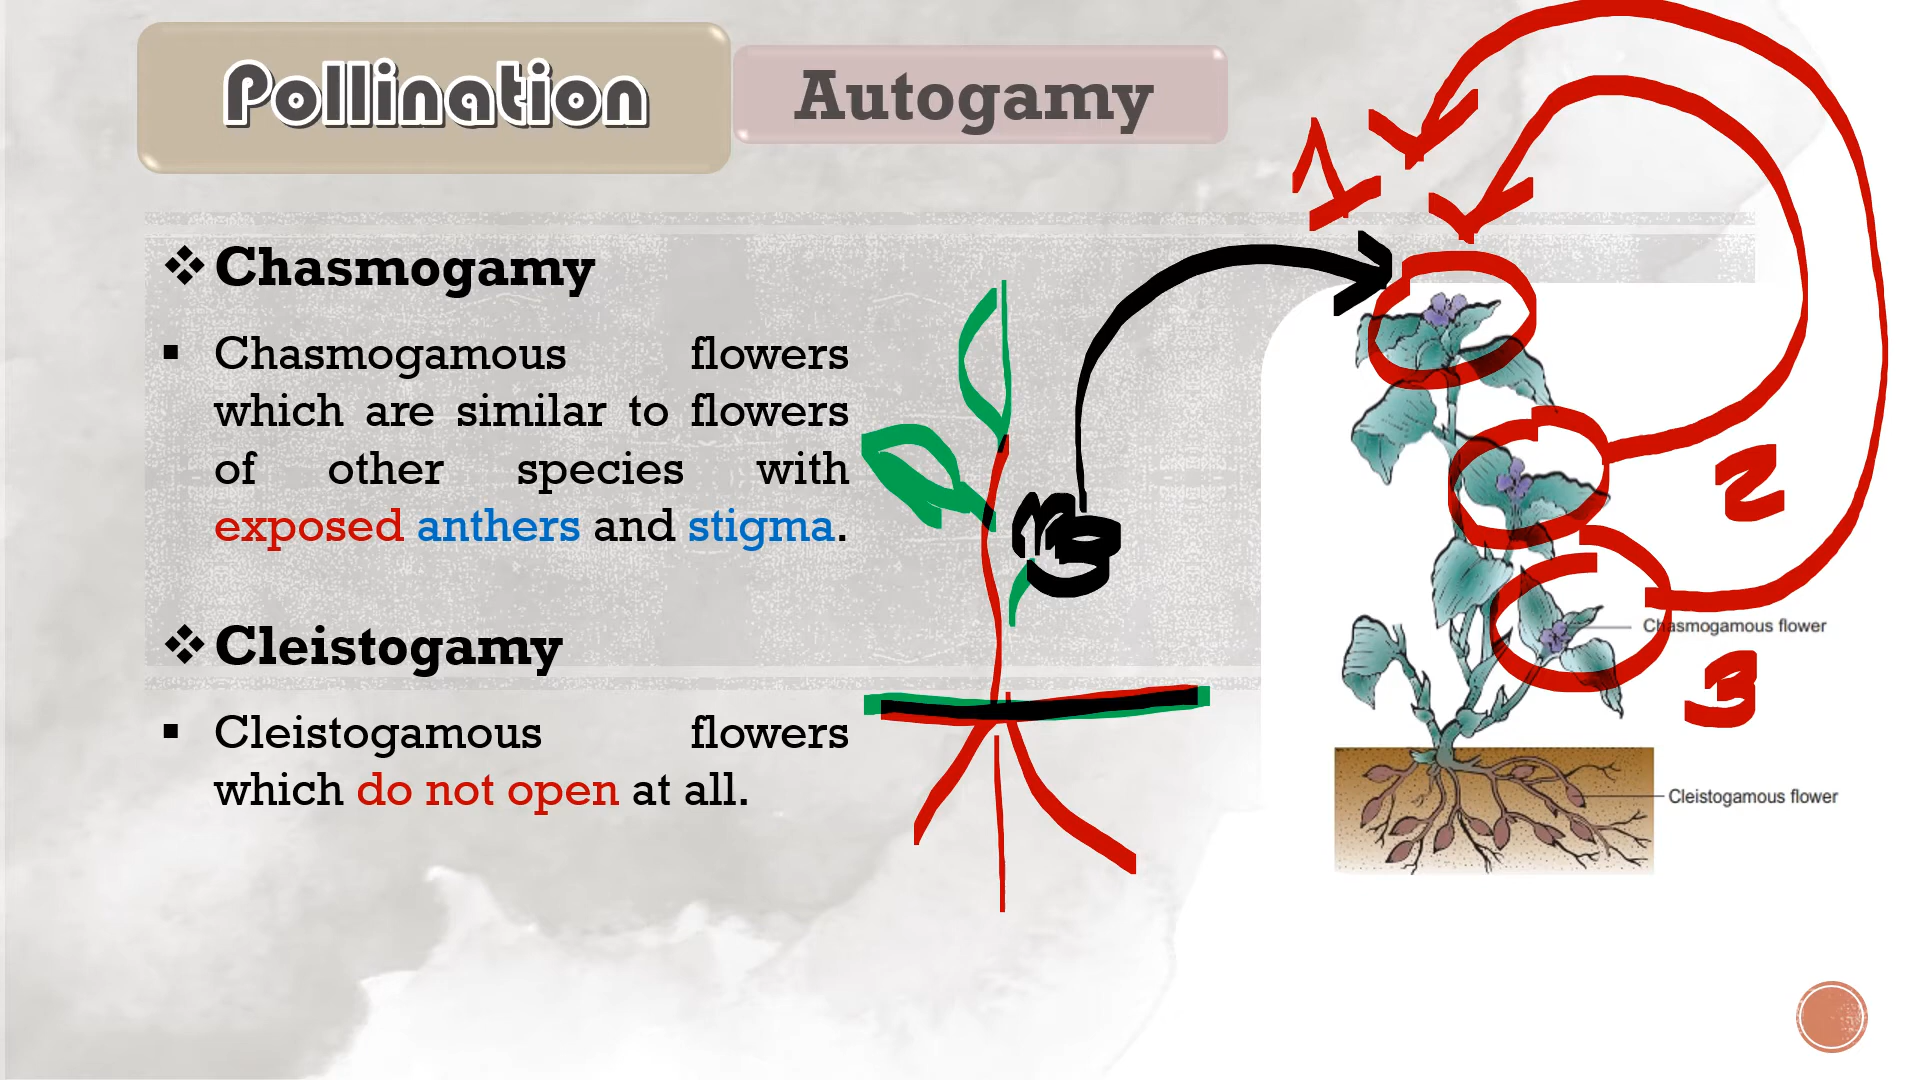 Pollination
Autogamy
Chasmogamy
Chasmogamous flowers
which are similar to flowers
of other species with
exposed anthers and stigma.
Cleistogamy
Cleistogamous flowers
which do not open at all.
1
2
Chasmogamous flower
3
Cleistogamous flower